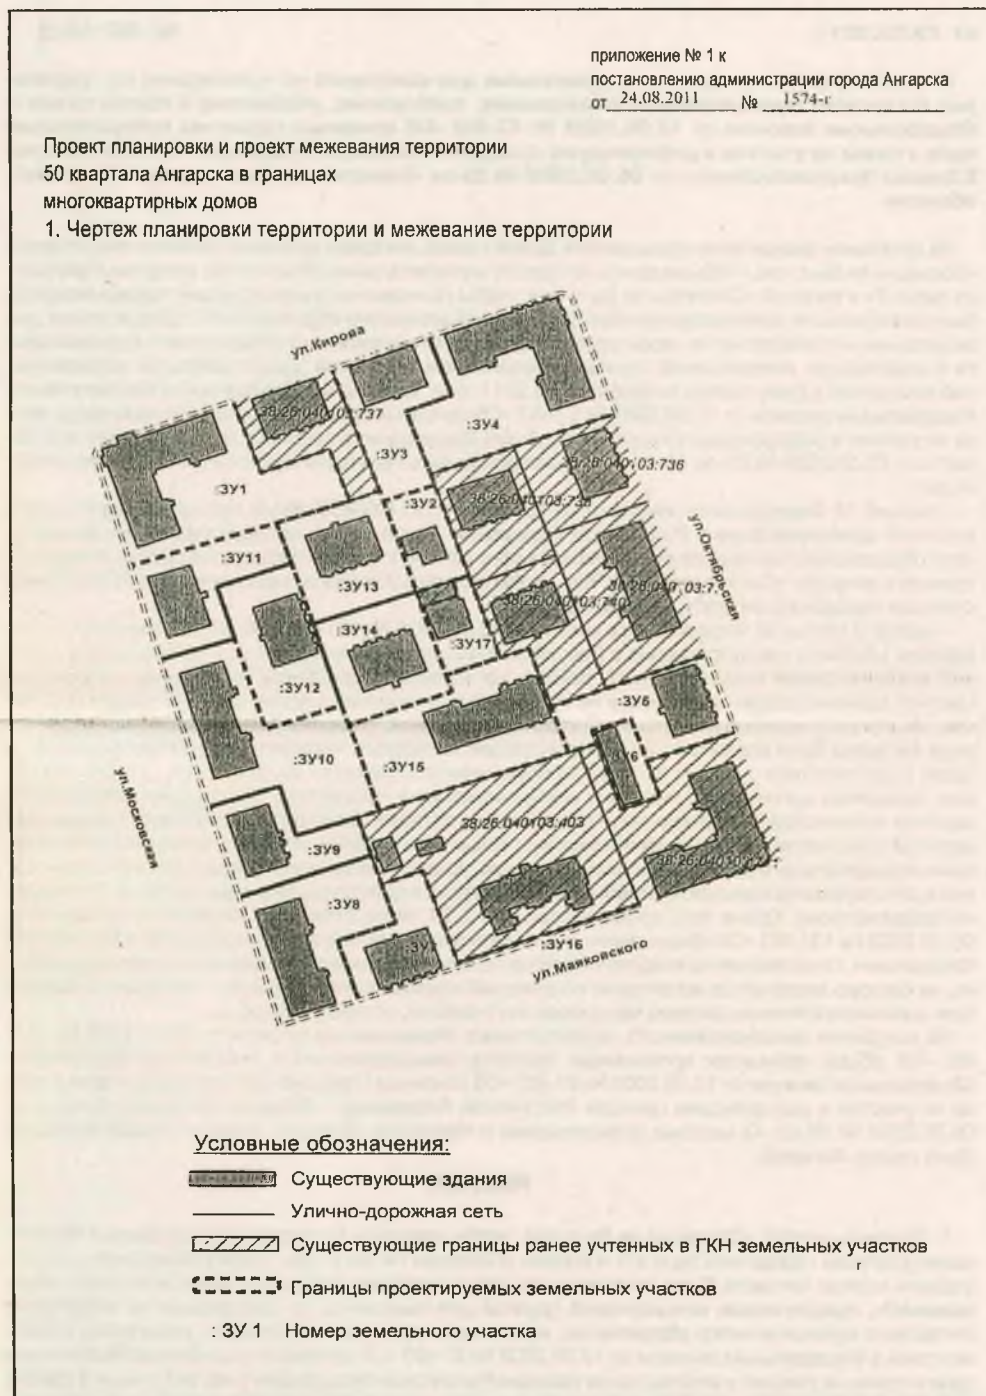 приложение № 1 к
постановлению администрации города Ангарска
от 24.08.2011 № 1574-г
Проект планировки и проект межевания территории
50 квартала Ангарска в границах
многоквартирных домов
1. Чертеж планировки территории и межевание территории
ул.Кирова
38:26:040103:737
:ЗУ4
:ЗУ3
:ЗУ1
38:26:040103:736
38:26:040103:738
:ЗУ2
ул.Октябрьская
:ЗУ11
:ЗУ13
:ЗУ14
:ЗУ17
:ЗУ12
:ЗУ5
:ЗУ10
:ЗУ15
ул.Московская
38:26:040103:403
:ЗУ9
:ЗУ8
:ЗУ16
ул.Маяковского
Условные обозначения:
Существующие здания
Улично-дорожная сеть
Существующие границы ранее учтенных в ГКН земельных участков
Границы проектируемых земельных участков
: ЗУ 1 Номер земельного участка